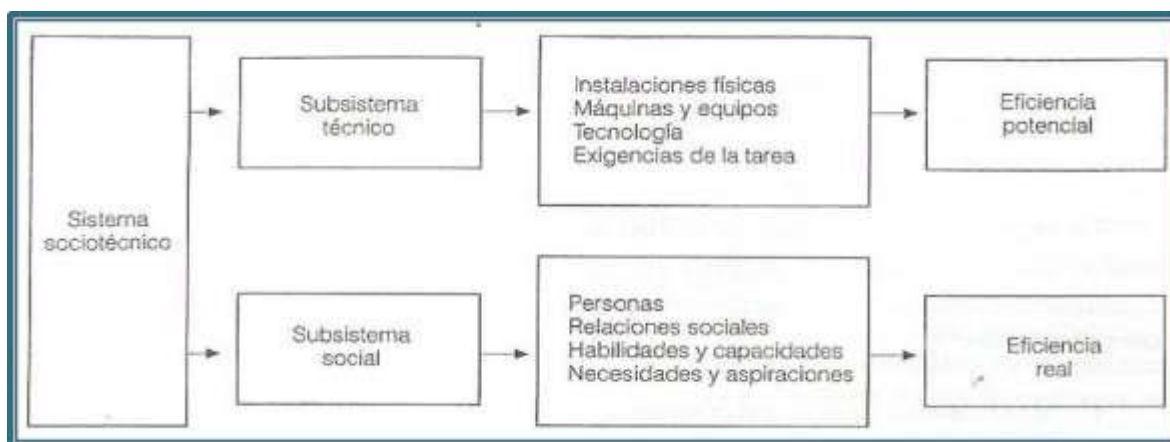 Sistema
sociotécnico
Subsistema
técnico
Instalaciones físicas
Máquinas y equipos
Tecnología
Exigencias de la tarea
Eficiencia
potencial
Subsistema
social
Personas
Relaciones sociales
Habilidades y capacidades
Necesidades y aspiraciones
Eficiencia
real